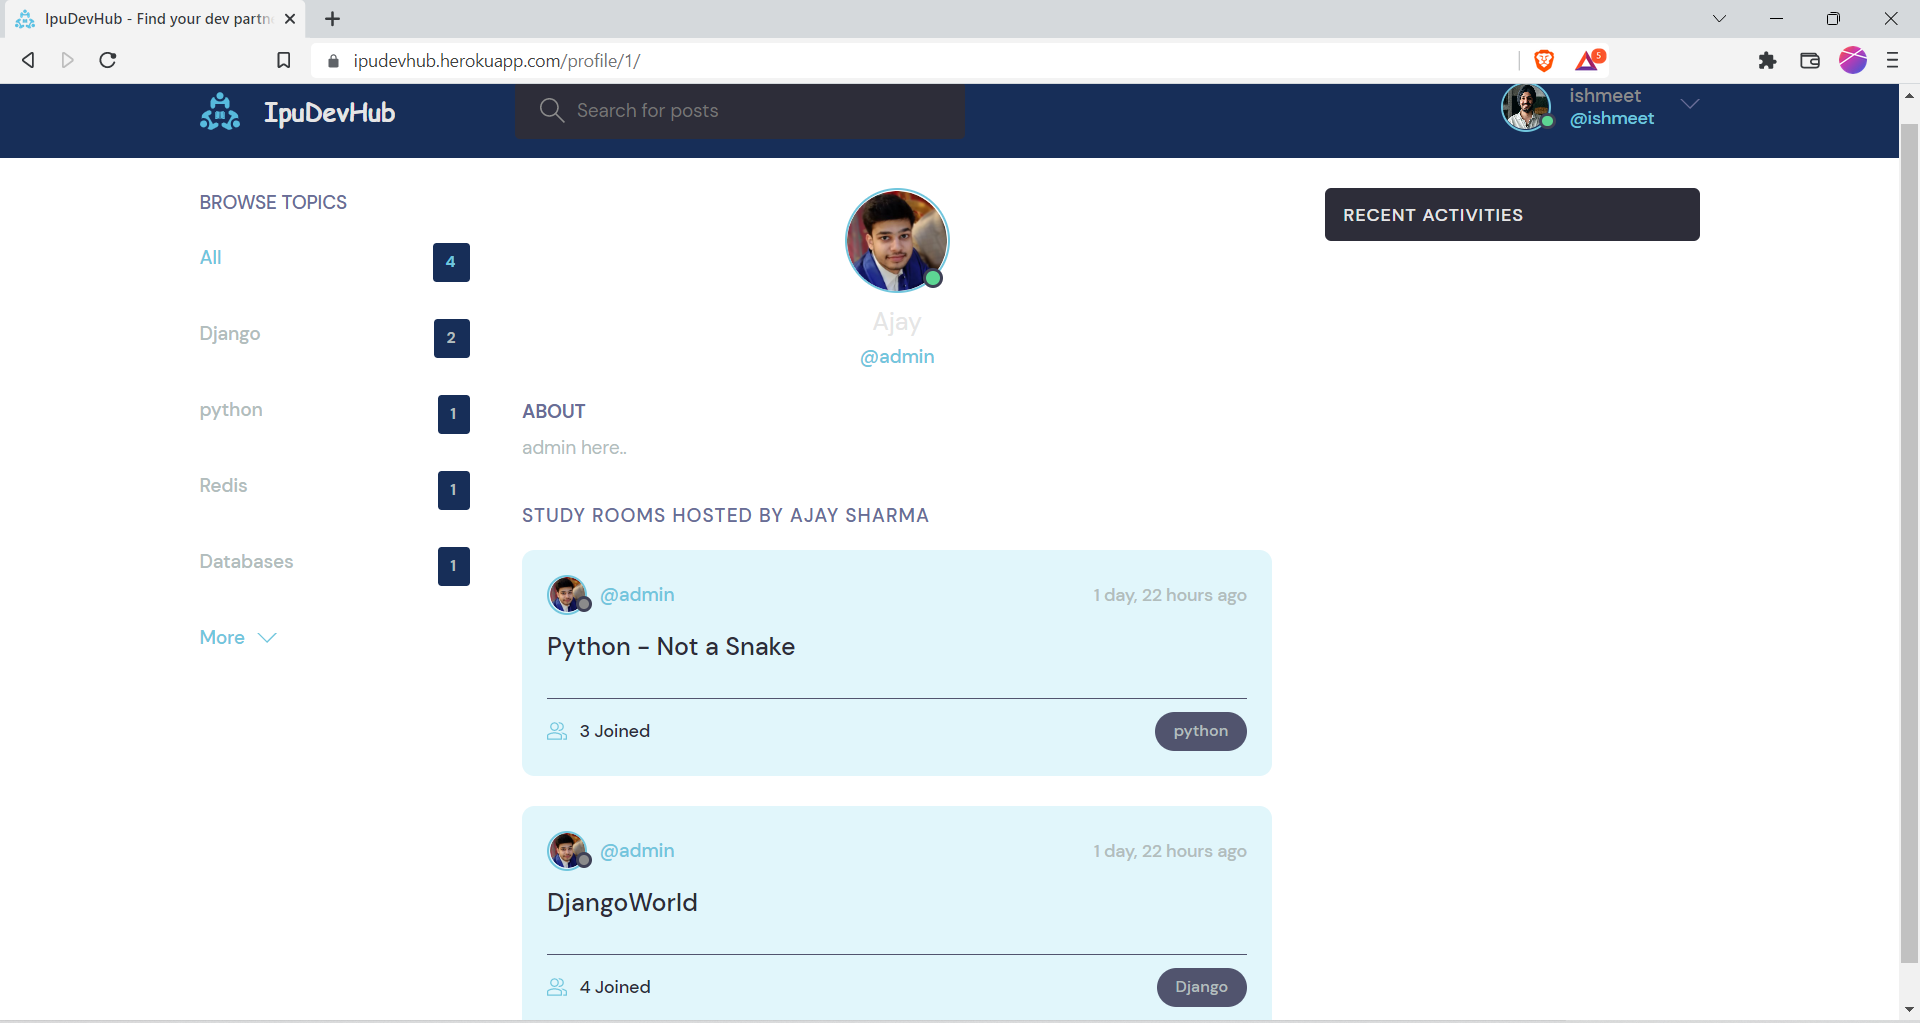 IpuDevHub - Find your dev partn
ipudevhub.herokuapp.com/profile/1/
5
IpuDevHub
Search for posts
ishmeet
@ishmeet
BROWSE TOPICS
All 4
Django 2
python 1
Redis 1
Databases 1
More
Ajay
@admin
ABOUT
admin here..
STUDY ROOMS HOSTED BY AJAY SHARMA
@admin 1 day, 22 hours ago
Python - Not a Snake
3 Joined python
@admin 1 day, 22 hours ago
DjangoWorld
4 Joined Django
RECENT ACTIVITIES